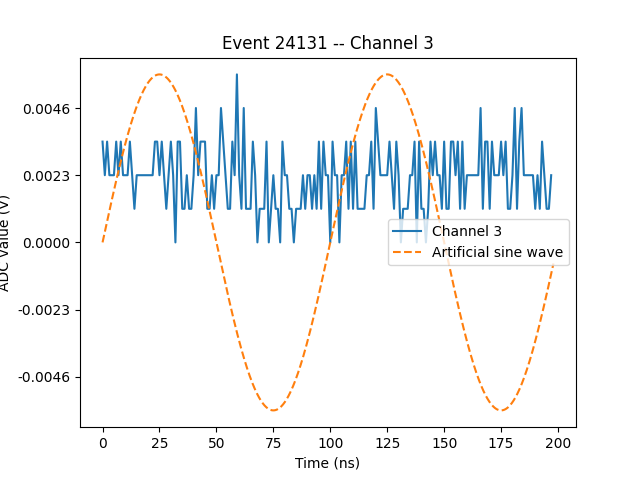 Event 24131 -- Channel 3
ADC Value (V)
0.0046
0.0023
0.0000
-0.0023
-0.0046
Channel 3
Artificial sine wave
0
25
50
75
100
125
150
175
200
Time (ns)